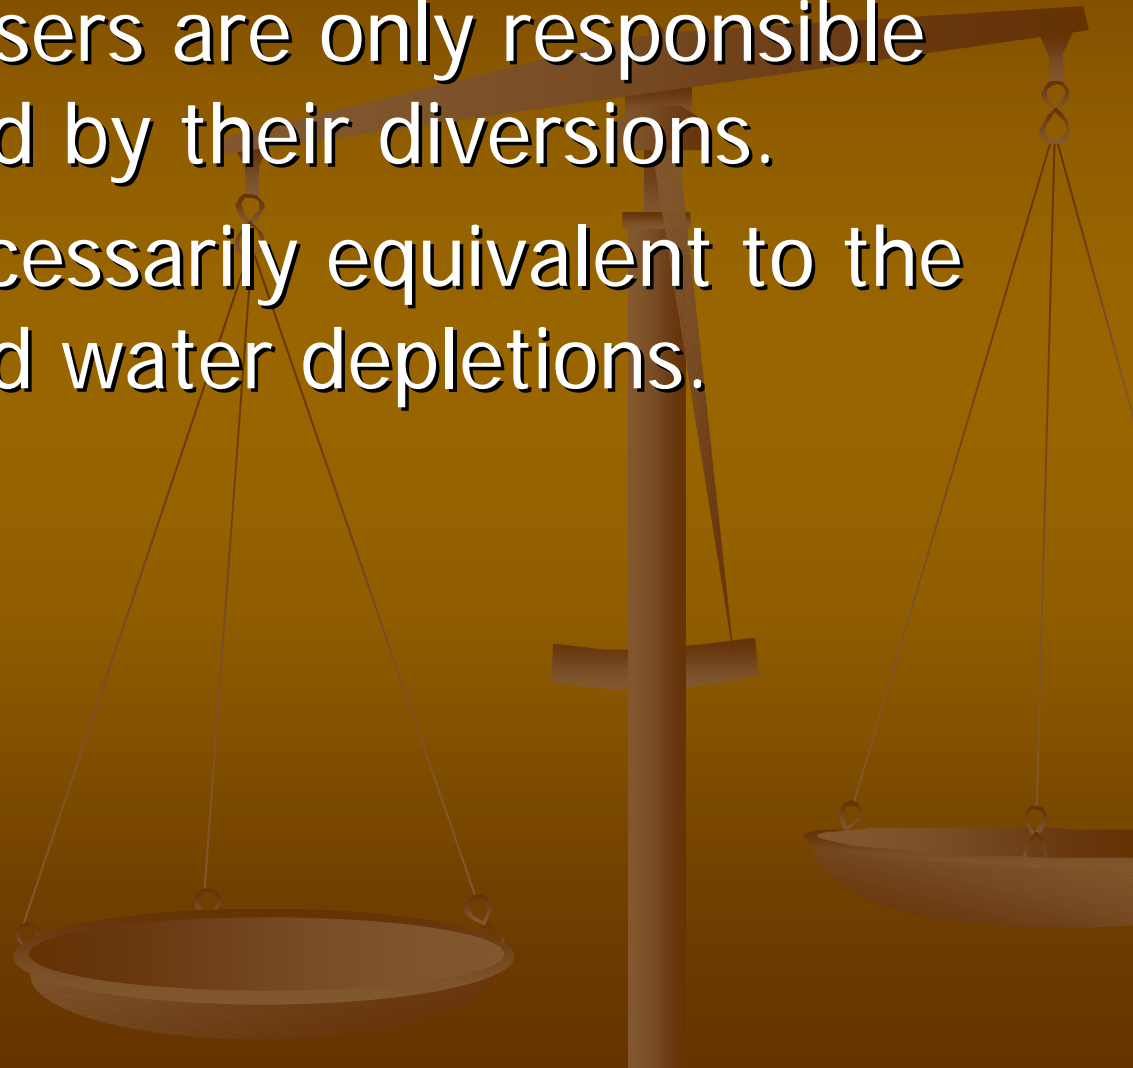 sers are only responsible
d by their diversions.
cessarily equivalent to the
d water depletions.